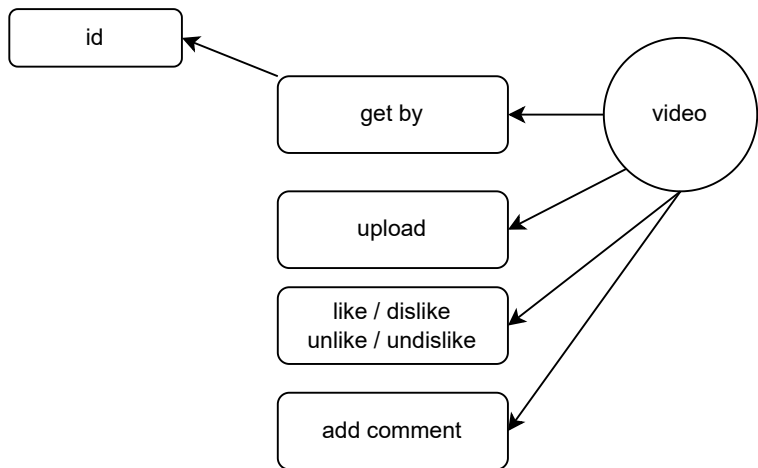 id
get by
video
upload
like / dislike
unlike / undislike
add comment